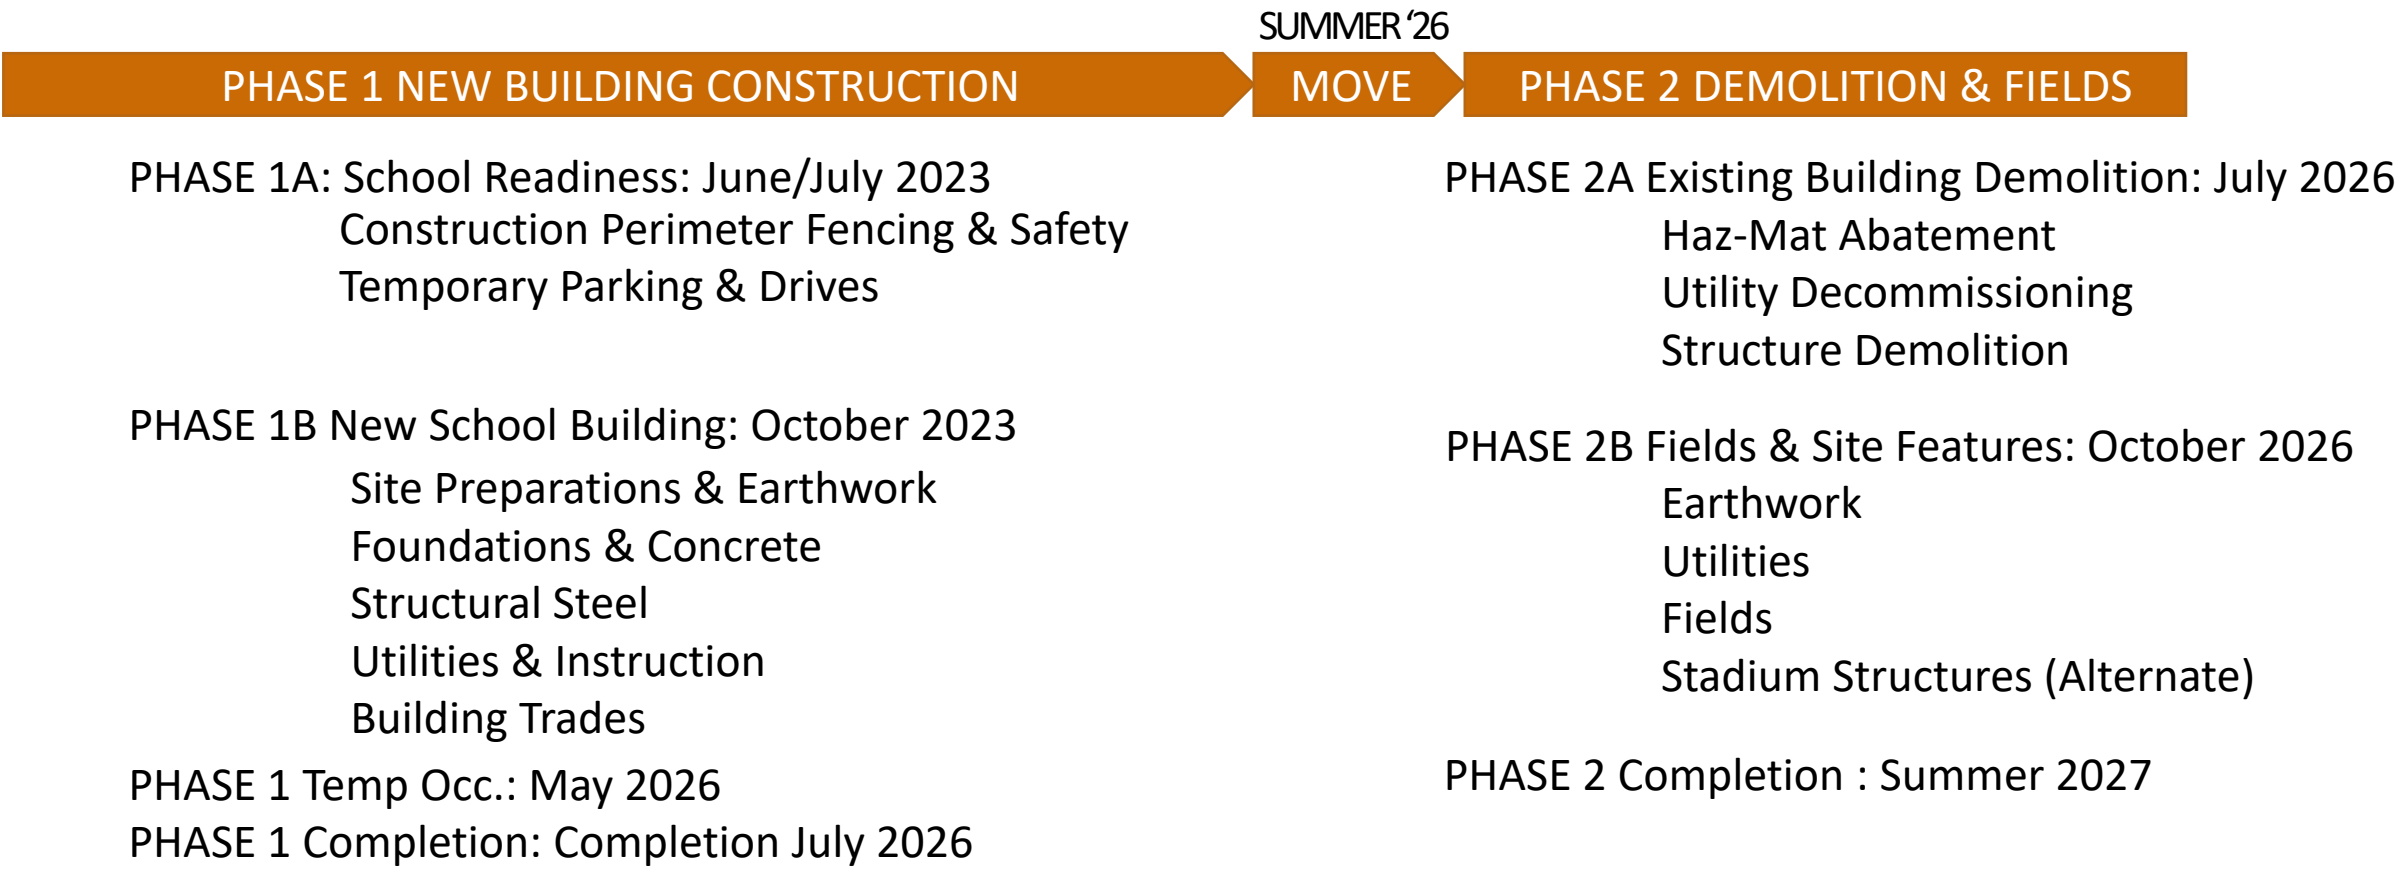 SUMMER ‘26
PHASE 1 NEW BUILDING CONSTRUCTION
MOVE
PHASE 2 DEMOLITION & FIELDS
PHASE 1A: School Readiness: June/July 2023
Construction Perimeter Fencing & Safety
Temporary Parking & Drives
PHASE 1B New School Building: October 2023
Site Preparations & Earthwork
Foundations & Concrete
Structural Steel
Utilities & Instruction
Building Trades
PHASE 1 Temp Occ.: May 2026
PHASE 1 Completion: Completion July 2026
PHASE 2A Existing Building Demolition: July 2026
Haz-Mat Abatement
Utility Decommissioning
Structure Demolition
PHASE 2B Fields & Site Features: October 2026
Earthwork
Utilities
Fields
Stadium Structures (Alternate)
PHASE 2 Completion : Summer 2027